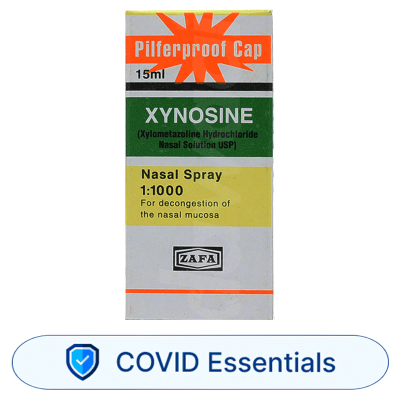 Pilferproof Cap
15ml
XYNOSINE
(Xylometazoline Hydrochloride
Nasal Solution USP)
Nasal Spray
1:1000
For decongestion of
the nasal mucosa
ZAFA
COVID Essentials